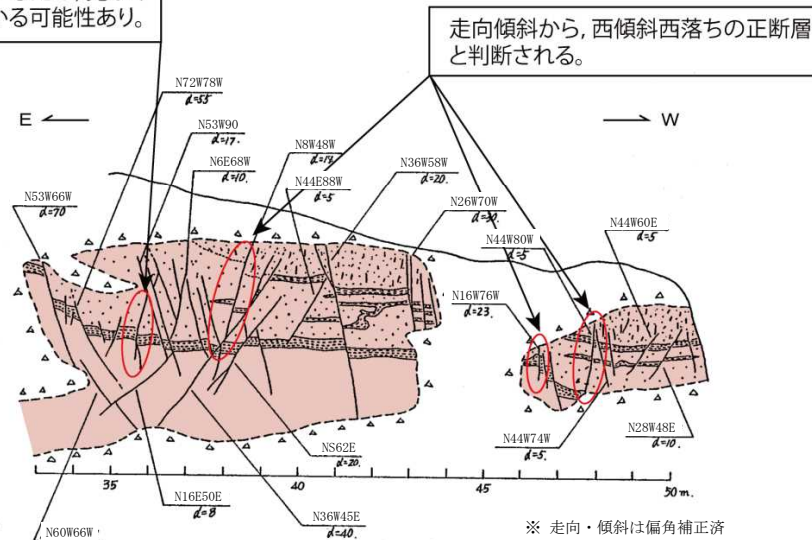 いる可能性あり。
走向傾斜から，西傾斜西落ちの正断層
と判断される。
E
W
N72W78W
d=55
N53W90
d=17.
N6E68W
d=10.
N8W48W
N44E88W
d=5
N36W58W
d=20.
N26W70W
d=30.
N44W80W
d=5
N44W60E
d=5
N53W66W
d=70
N16W76W
d=23.
N44W74W
d=5.
N28W48E
d=10.
NS62E
d=20.
35
40
45
50 m.
N16E50E
d=8
N36W45E
d=40.
N60W66W
※ 走向・傾斜は偏角補正済